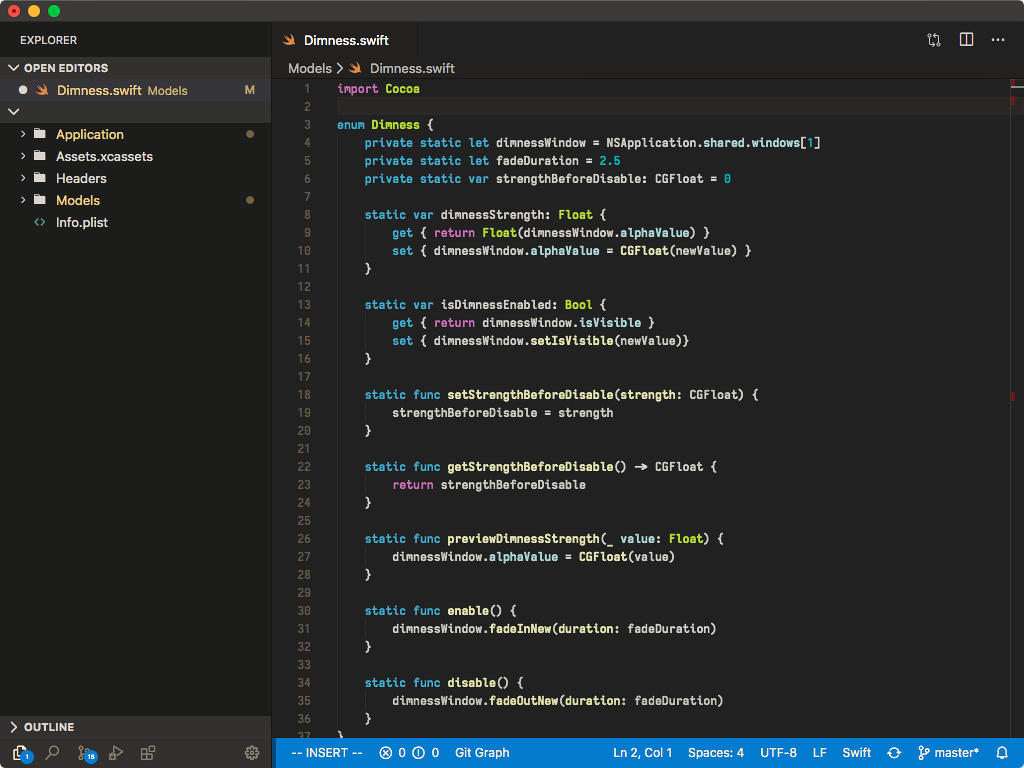 EXPLORER
OPEN EDITORS
Dimness.swift Models M
Application
Assets.xcassets
Headers
Models
Info.plist
OUTLINE
1
15
Dimness.swift
Models > Dimness.swift
1 import Cocoa
2
3 enum Dimness {
4     private static let dimnessWindow = NSApplication.shared.windows[1]
5     private static let fadeDuration = 2.5
6     private static var strengthBeforeDisable: CGFloat = 0
7
8     static var dimnessStrength: Float {
9         get { return Float(dimnessWindow.alphaValue) }
10         set { dimnessWindow.alphaValue = CGFloat(newValue) }
11     }
12
13     static var isDimnessEnabled: Bool {
14         get { return dimnessWindow.isVisible }
15         set { dimnessWindow.setIsVisible(newValue)}
16     }
17
18     static func setStrengthBeforeDisable(strength: CGFloat) {
19         strengthBeforeDisable = strength
20     }
21
22     static func getStrengthBeforeDisable() -> CGFloat {
23         return strengthBeforeDisable
24     }
25
26     static func previewDimnessStrength(_ value: Float) {
27         dimnessWindow.alphaValue = CGFloat(value)
28     }
29
30     static func enable() {
31         dimnessWindow.fadeInNew(duration: fadeDuration)
32     }
33
34     static func disable() {
35         dimnessWindow.fadeOutNew(duration: fadeDuration)
36     }
37 }
-- INSERT -- 0 0 Git Graph Ln 2, Col 1 Spaces: 4 UTF-8 LF Swift master*